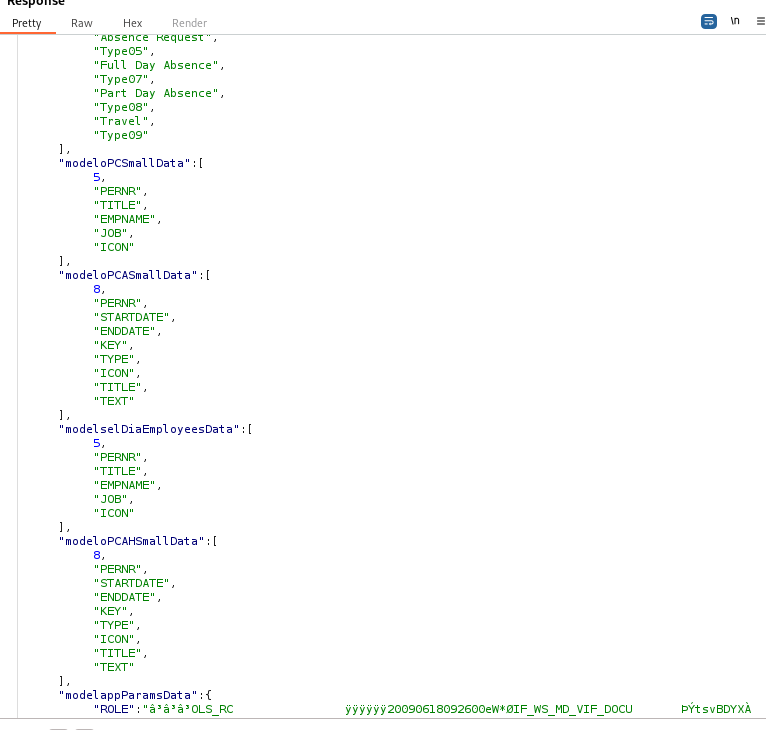 Response
Pretty Raw Hex Render \n
"Absence Request",
"Type05",
"Full Day Absence",
"Type07",
"Part Day Absence",
"Type08",
"Travel",
"Type09"
],
"modeloPCSmallData":[
5,
"PERNR",
"TITLE",
"EMPNAME",
"JOB",
"ICON"
],
"modeloPCASmallData":[
8,
"PERNR",
"STARTDATE",
"ENDDATE",
"KEY",
"TYPE",
"ICON",
"TITLE",
"TEXT"
],
"modelselDiaEmployeesData":[
5,
"PERNR",
"TITLE",
"EMPNAME",
"JOB",
"ICON"
],
"modeloPCAHSmallData":[
8,
"PERNR",
"STARTDATE",
"ENDDATE",
"KEY",
"TYPE",
"ICON",
"TITLE",
"TEXT"
],
"modelappParamsData":{
"ROLE":"â³â³â³OLS_RC ÿÿÿÿÿÿ20090618092600eW*ØIF_WS_MD_VIF_DOCU ÞÝtsvBDYXÀ